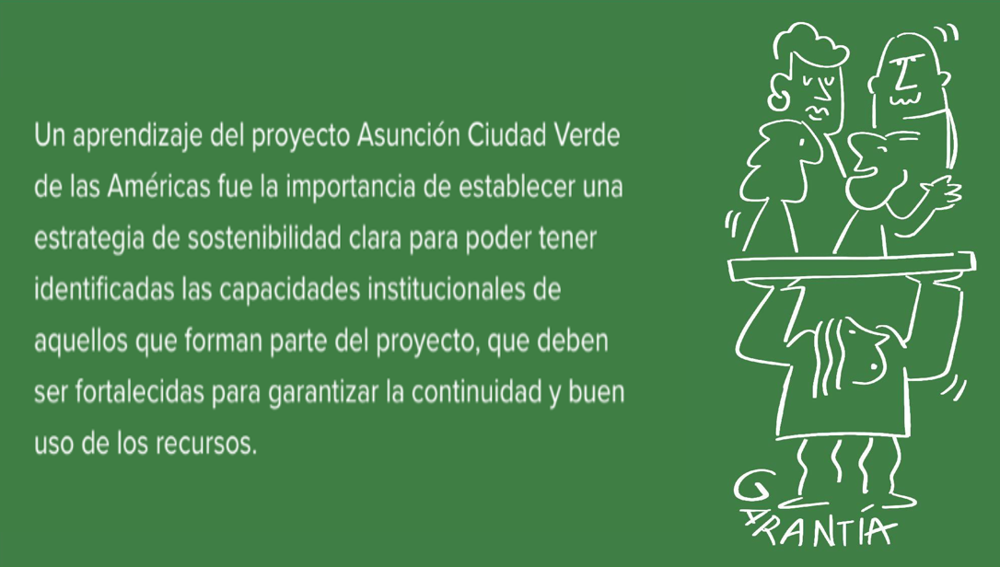 Un aprendizaje del proyecto Asunción Ciudad Verde
de las Américas fue la importancia de establecer una
estrategia de sostenibilidad clara para poder tener
identificadas las capacidades institucionales de
aquellos que forman parte del proyecto, que deben
ser fortalecidas para garantizar la continuidad y buen
uso de los recursos.
GARANTÍA